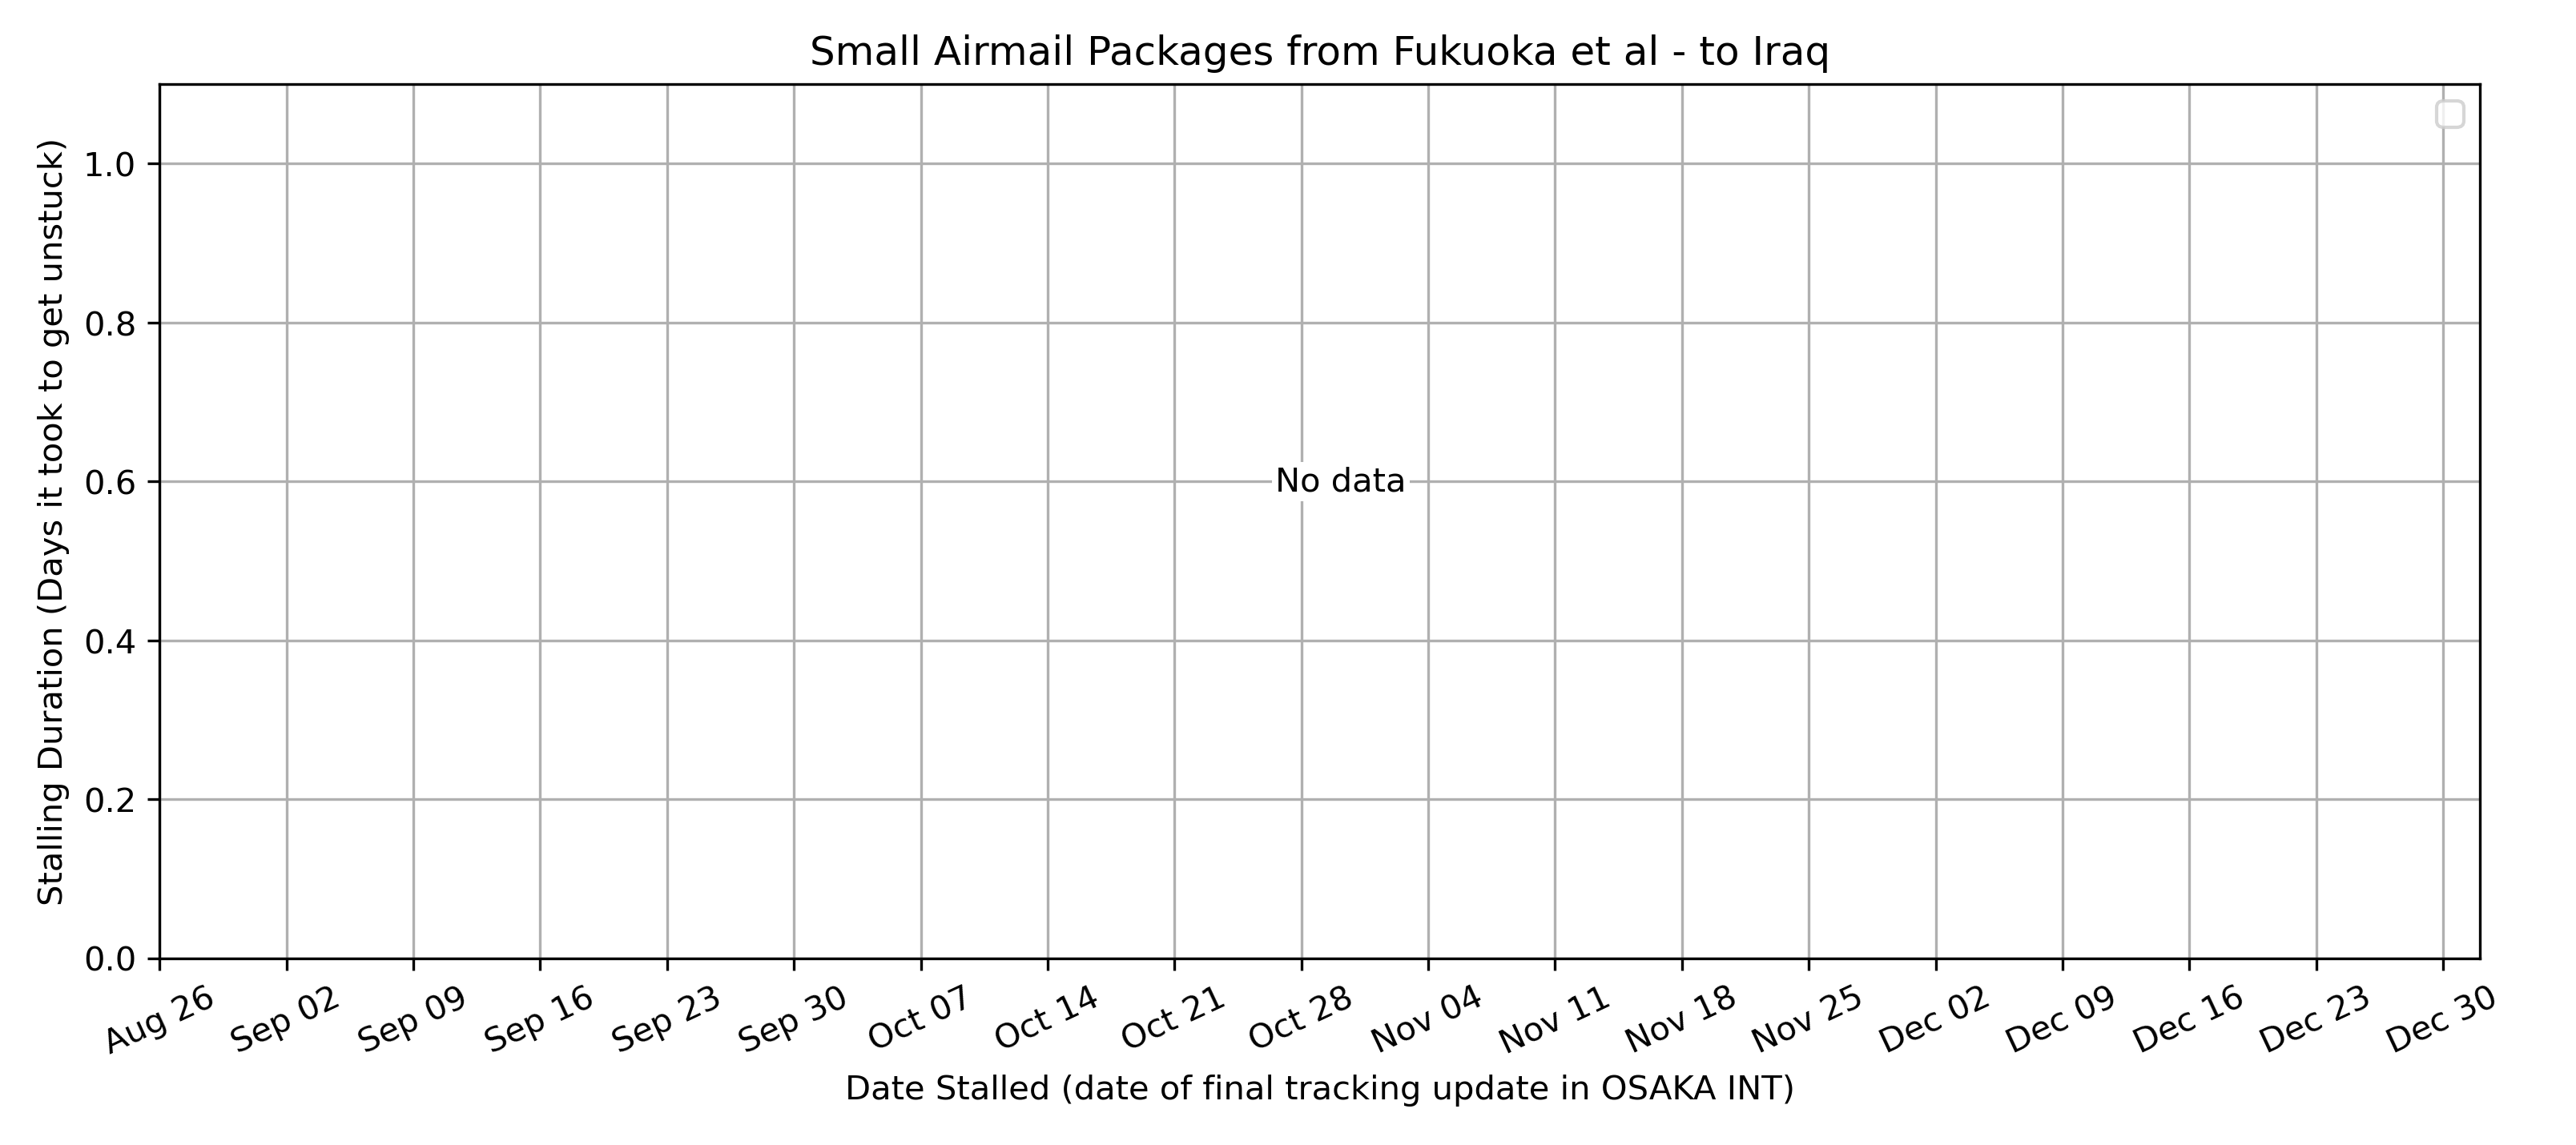 Small Airmail Packages from Fukuoka et al - to Iraq
Stalling Duration (Days it took to get unstuck)
1.0
0.8
0.6
0.4
0.2
0.0
No data
Aug 26
Sep 02
Sep 09
Sep 16
Sep 23
Sep 30
Oct 07
Oct 14
Oct 21
Oct 28
Nov 04
Nov 11
Nov 18
Nov 25
Dec 02
Dec 09
Dec 16
Dec 23
Dec 30
Date Stalled (date of final tracking update in OSAKA INT)